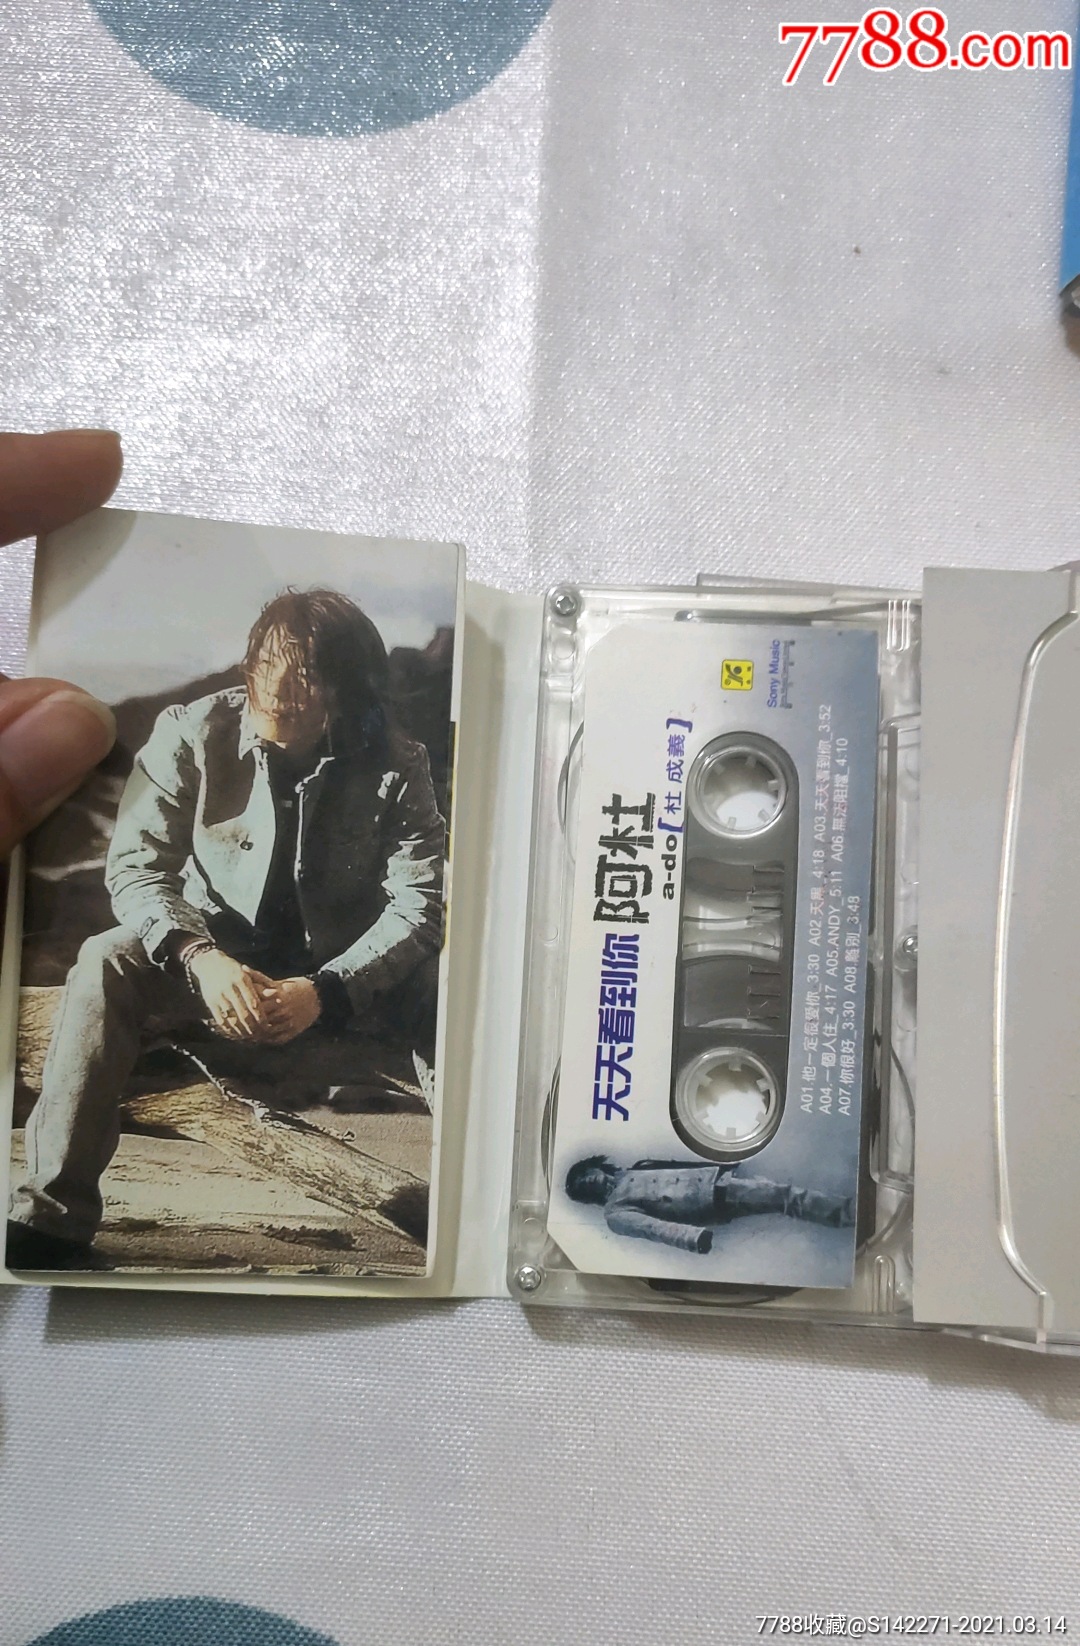 7788.com
天天看到你
阿杜
a-do[杜成義]
Sony Music
A01.他一定很愛你_3:30 A02.天黑_4:18 A03.天天看到你_3:52
A04.一個人住_4:17 A05.ANDY_5:11 A06.無法阻擋_4:10
A07.你很好_3:30 A08.離别_3:48
7788收藏@S142271-2021.03.14